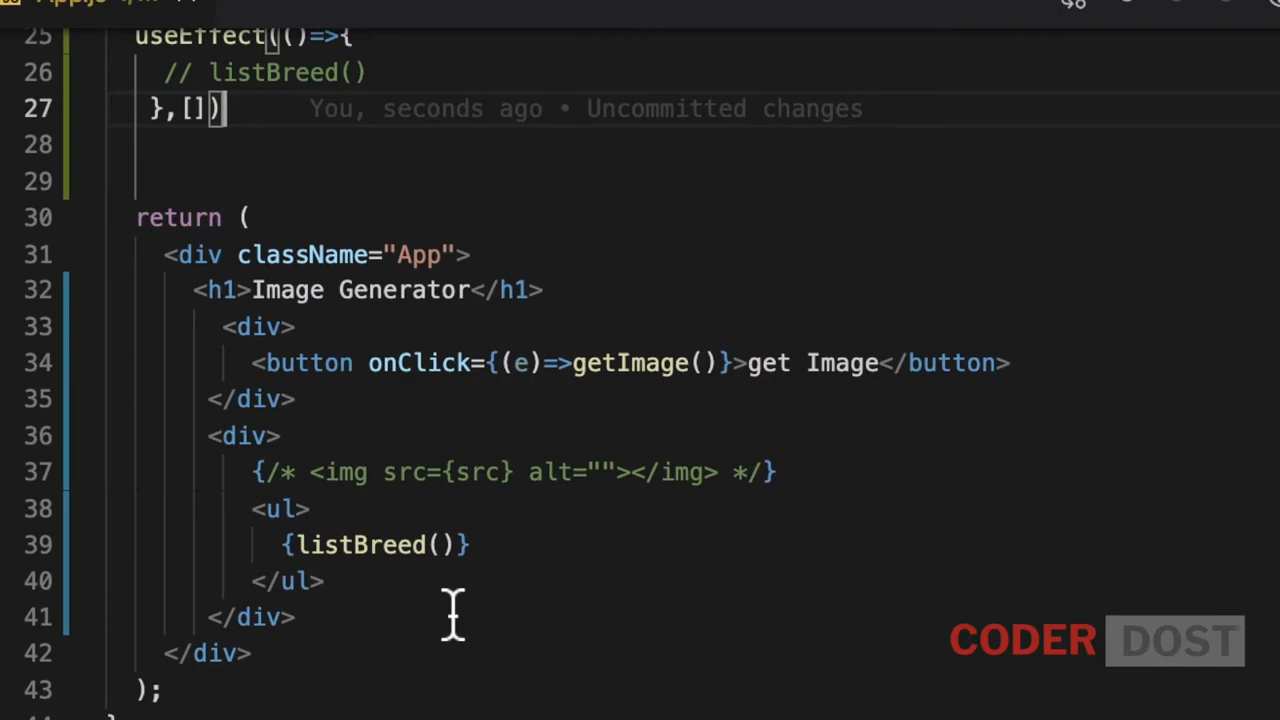 25 useEffect(()=>{
26 // listBreed()
27 },[]) You, seconds ago • Uncommitted changes
28
29
30 return (
31 <div className="App">
32 <h1>Image Generator</h1>
33 <div>
34 <button onClick={(e)=>getImage()}>get Image</button>
35 </div>
36 <div>
37 {/* <img src={src} alt=""></img> */}
38 <ul>
39 {listBreed()}
40 </ul>
41 </div>
42 </div>
43 );
CODER DOST